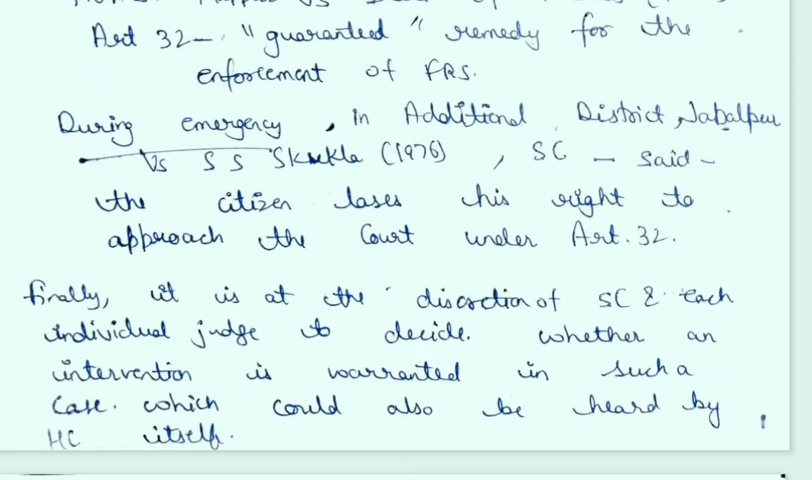 Art 32 - "guaranteed" remedy for the
enforcement of FRS.
During emergency, in Additional District, Jabalpur
Vs S S Skukla (1976), SC - said -
the citizen loses his right to
approach the Court under Art. 32.
finally, it is at the discretion of SC & each
individual judge to decide. whether an
intervention is warranted in such a
Case. which could also be heard by
HC itself.